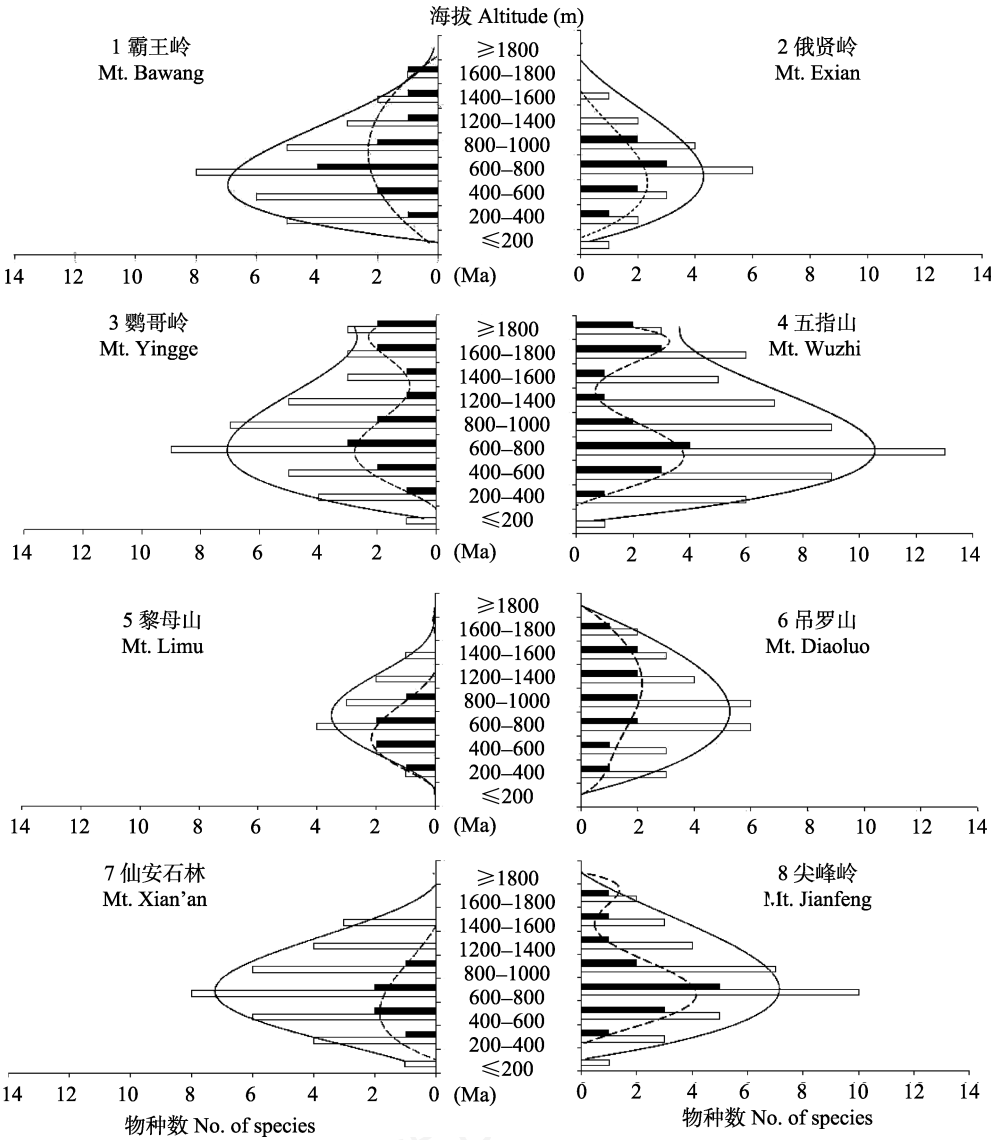 海拔 Altitude (m)
1 霸王岭
Mt. Bawang
2 俄贤岭
Mt. Exian
≥1800
1600–1800
1400–1600
1200–1400
800–1000
600–800
400–600
200–400
≤200
14 12 10 8 6 4 2 0 (Ma) 0 2 4 6 8 10 12 14
3 鹦哥岭
Mt. Yingge
4 五指山
Mt. Wuzhi
≥1800
1600–1800
1400–1600
1200–1400
800–1000
600–800
400–600
200–400
≤200
14 12 10 8 6 4 2 0 (Ma) 0 2 4 6 8 10 12 14
5 黎母山
Mt. Limu
6 吊罗山
Mt. Diaoluo
≥1800
1600–1800
1400–1600
1200–1400
800–1000
600–800
400–600
200–400
≤200
14 12 10 8 6 4 2 0 (Ma) 0 2 4 6 8 10 12 14
7 仙安石林
Mt. Xian'an
8 尖峰岭
Mt. Jianfeng
≥1800
1600–1800
1400–1600
1200–1400
800–1000
600–800
400–600
200–400
≤200
14 12 10 8 6 4 2 0 (Ma) 0 2 4 6 8 10 12 14
物种数 No. of species
物种数 No. of species